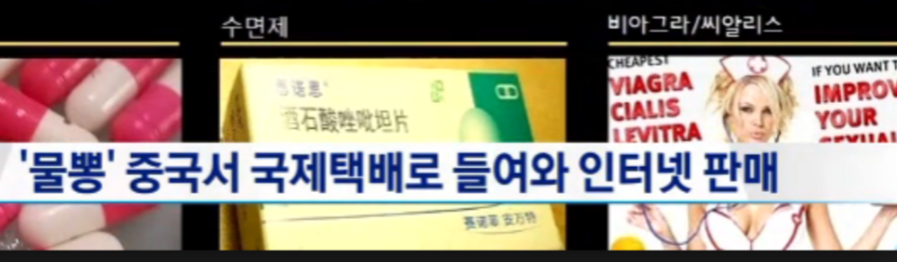 수면제
비아그라/씨알리스
酒石酸唑吡坦片
CHEAPEST
VIAGRA
CIALIS
LEVITRA
IF YOU WANT
YOUR
'물뽕' 중국서 국제택배로 들여와 인터넷 판매